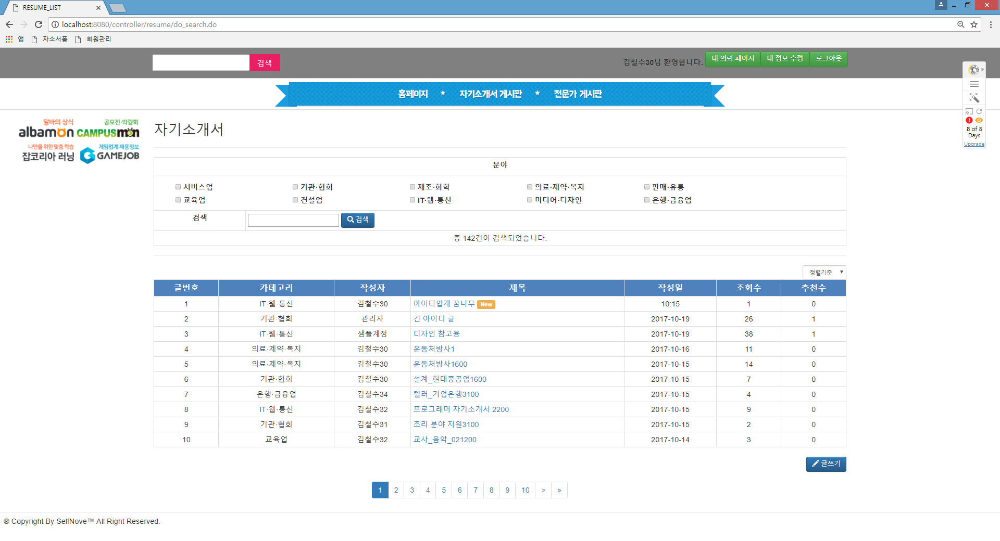 RESUME_LIST
localhost:8080/controller/resume/do_search.do
앱 자소서폼 회원관리
검색 김철수30님 환영합니다. 내 의뢰 페이지 내 정보 수정 로그아웃
홈페이지 자기소개서 게시판 전문가 게시판
알바의 상식 공모전·박람회
albamon CAMPUSmon
나만을 위한 맞춤 학습 게임업계 채용정보
잡코리아 러닝 GAMEJOB
8 of 8
Days
Upgrade
자기소개서
분야
서비스업 기관·협회 제조·화학 의료·제약·복지 판매·유통
교육업 건설업 IT·웹·통신 미디어·디자인 은행·금융업
검색 검색
총 142건이 검색되었습니다.
정렬기준
글번호 카테고리 작성자 제목 작성일 조회수 추천수
1 IT·웹·통신 김철수30 아이티업계 꿈나무 New 10:15 1 0
2 기관·협회 관리자 긴 아이디 글 2017-10-19 26 1
3 IT·웹·통신 샘플계정 디자인 참고용 2017-10-19 38 1
4 의료·제약·복지 김철수30 운동처방사1 2017-10-16 11 0
5 의료·제약·복지 김철수30 운동처방사1600 2017-10-15 14 0
6 기관·협회 김철수30 설계_현대중공업1600 2017-10-15 7 0
7 은행·금융업 김철수34 텔러_기업은행3100 2017-10-15 4 0
8 IT·웹·통신 김철수32 프로그래머 자기소개서 2200 2017-10-15 9 0
9 기관·협회 김철수31 조리 분야 지원3100 2017-10-15 2 0
10 교육업 김철수32 교사_음악_021200 2017-10-14 3 0
글쓰기
1 2 3 4 5 6 7 8 9 10 > »
® Copyright By SelfNove™ All Right Reserved.